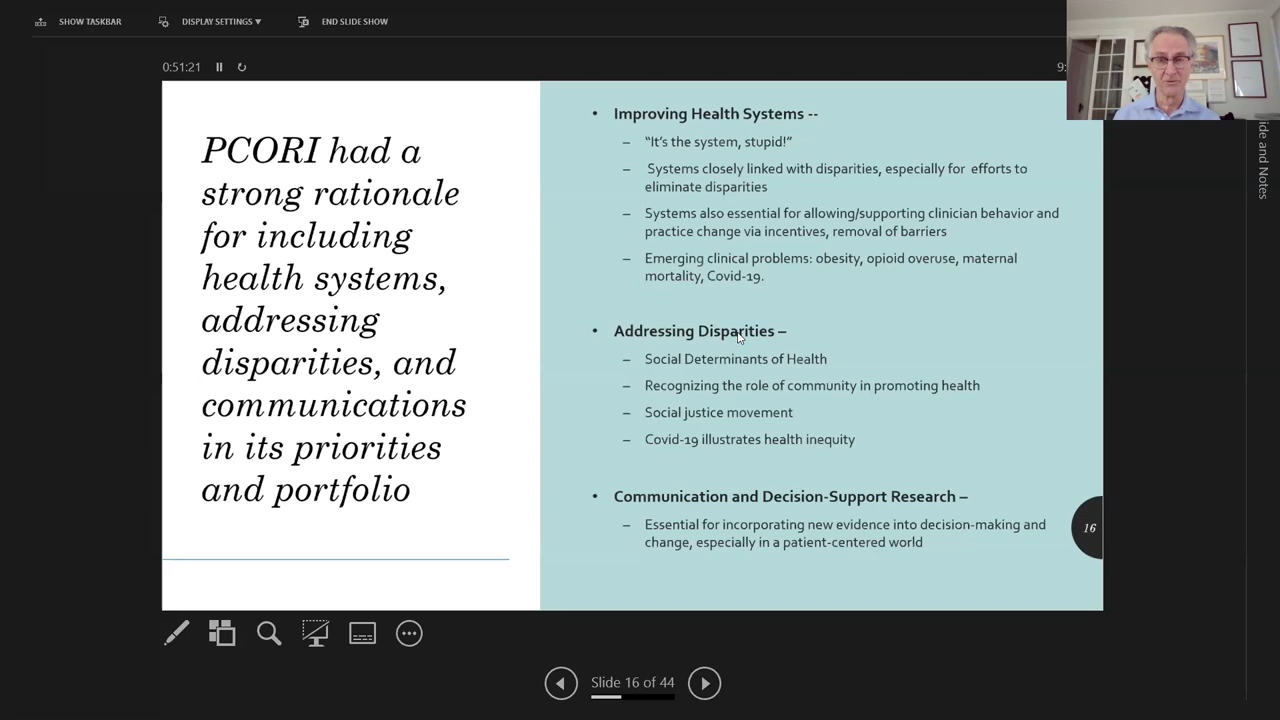 SHOW TASKBAR
DISPLAY SETTINGS ▼
END SLIDE SHOW
0:51:21
9:
PCORI had a
strong rationale
for including
health systems,
addressing
disparities, and
communications
in its priorities
and portfolio
• Improving Health Systems --
– “It’s the system, stupid!”
– Systems closely linked with disparities, especially for efforts to
eliminate disparities
– Systems also essential for allowing/supporting clinician behavior and
practice change via incentives, removal of barriers
– Emerging clinical problems: obesity, opioid overuse, maternal
mortality, Covid-19.
• Addressing Disparities –
– Social Determinants of Health
– Recognizing the role of community in promoting health
– Social justice movement
– Covid-19 illustrates health inequity
• Communication and Decision-Support Research –
– Essential for incorporating new evidence into decision-making and
change, especially in a patient-centered world
16
ide and Notes
Slide 16 of 44